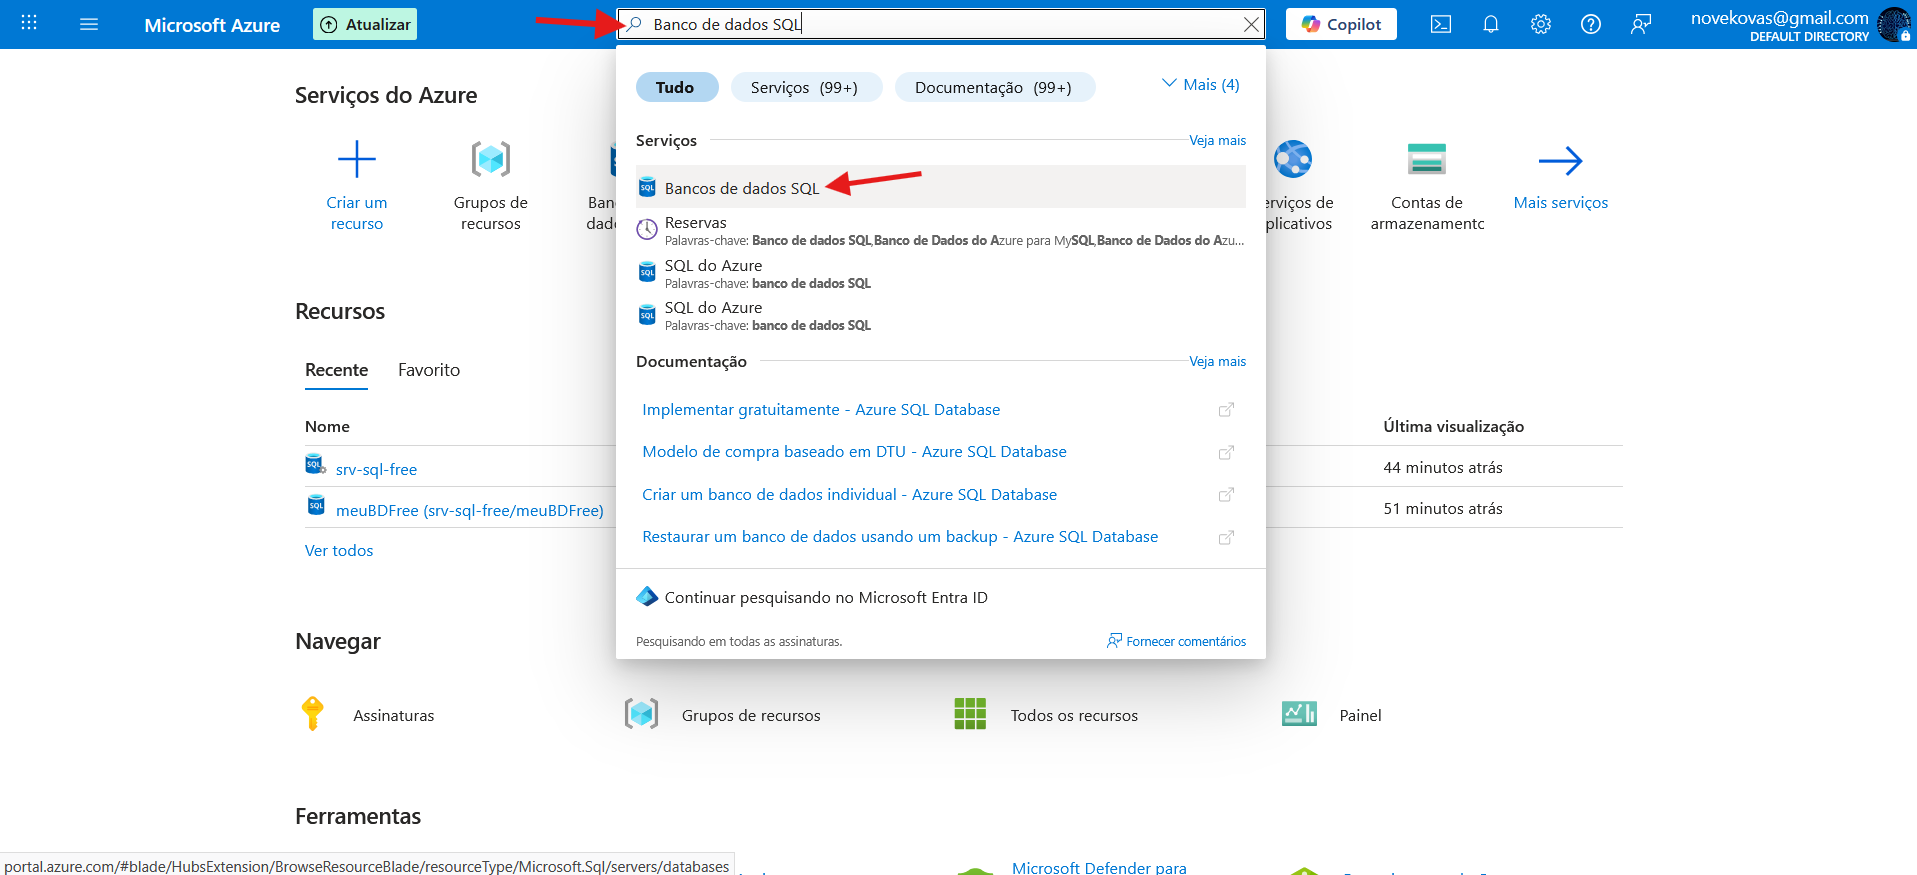 Microsoft Azure
Atualizar
Banco de dados SQL
Copilot
novekovas@gmail.com
DEFAULT DIRECTORY
Tudo
Serviços (99+)
Documentação (99+)
Mais (4)
Serviços
Veja mais
Bancos de dados SQL
Reservas
Palavras-chave: Banco de dados SQL,Banco de Dados do Azure para MySQL,Banco de Dados do Azu...
SQL do Azure
Palavras-chave: banco de dados SQL
SQL do Azure
Palavras-chave: banco de dados SQL
Documentação
Veja mais
Implementar gratuitamente - Azure SQL Database
Modelo de compra baseado em DTU - Azure SQL Database
Criar um banco de dados individual - Azure SQL Database
Restaurar um banco de dados usando um backup - Azure SQL Database
Continuar pesquisando no Microsoft Entra ID
Pesquisando em todas as assinaturas.
Fornecer comentários
Serviços do Azure
Criar um
recurso
Grupos de
recursos
Ban
dado
erviços de
plicativos
Contas de
armazenamento
Mais serviços
Recursos
Recente
Favorito
Nome
Última visualização
srv-sql-free
44 minutos atrás
meuBDFree (srv-sql-free/meuBDFree)
51 minutos atrás
Ver todos
Navegar
Assinaturas
Grupos de recursos
Todos os recursos
Painel
Ferramentas
Microsoft Defender para
portal.azure.com/#blade/HubsExtension/BrowseResourceBlade/resourceType/Microsoft.Sql/servers/databases